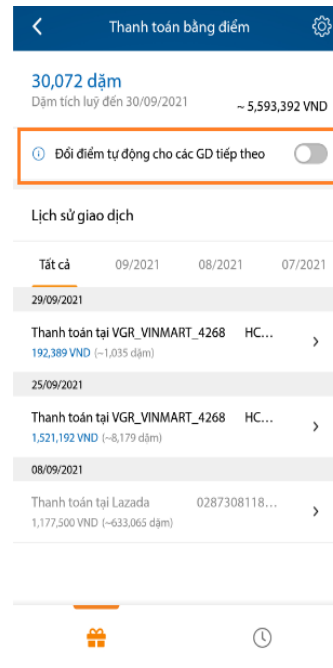 Thanh toán bằng điểm
30,072 dặm
Dặm tích luỹ đến 30/09/2021
~ 5,593,392 VND
Đổi điểm tự động cho các GD tiếp theo
Lịch sử giao dịch
Tất cả 09/2021 08/2021 07/2021
29/09/2021
Thanh toán tại VGR_VINMART_4268 HC...
192,389 VND (~1,035 dặm)
25/09/2021
Thanh toán tại VGR_VINMART_4268 HC...
1,521,192 VND (~8,179 dặm)
08/09/2021
Thanh toán tại Lazada 0287308118...
1,177,500 VND (~633,065 dặm)